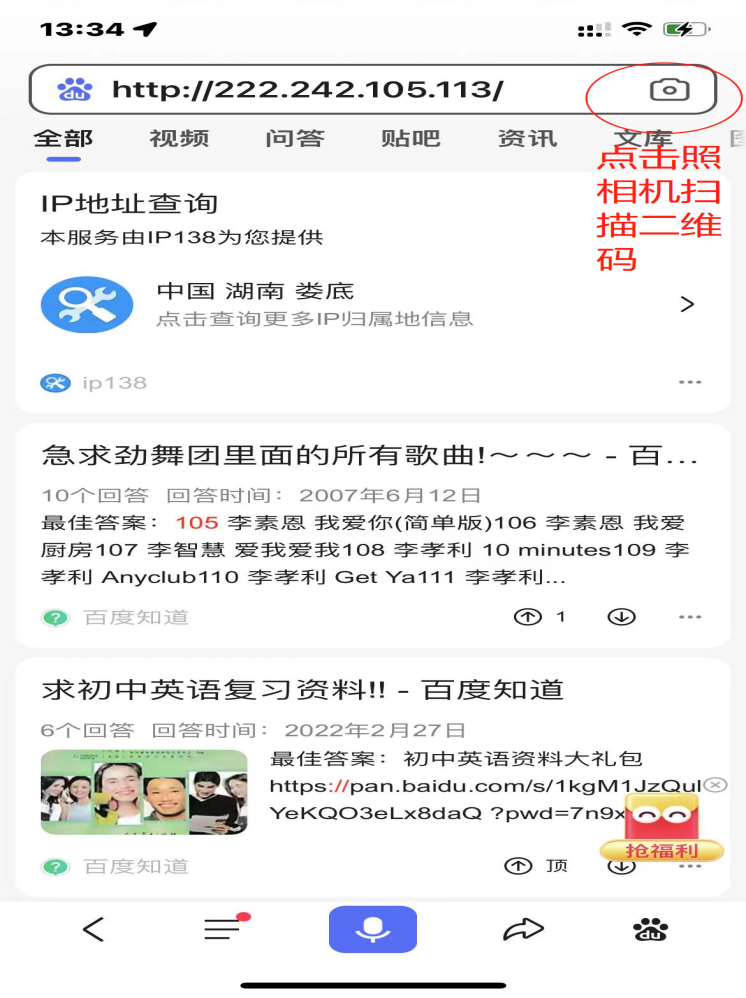 13:34
du http://222.242.105.113/
全部 视频 问答 贴吧 资讯 文库
点击照
相机扫
描二维
码
IP地址查询
本服务由IP138为您提供
中国 湖南 娄底
点击查询更多IP归属地信息
ip138
急求劲舞团里面的所有歌曲!～～～ - 百...
10个回答 回答时间：2007年6月12日
最佳答案：105 李素恩 我爱你(简单版)106 李素恩 我爱
厨房107 李智慧 爱我爱我108 李孝利 10 minutes109 李
孝利 Anyclub110 李孝利 Get Ya111 李孝利...
百度知道 1
求初中英语复习资料!! - 百度知道
6个回答 回答时间：2022年2月27日
最佳答案：初中英语资料大礼包
https://pan.baidu.com/s/1kgM1JzQuI
YeKQO3eLx8daQ ?pwd=7n9x
抢福利
百度知道 顶
du